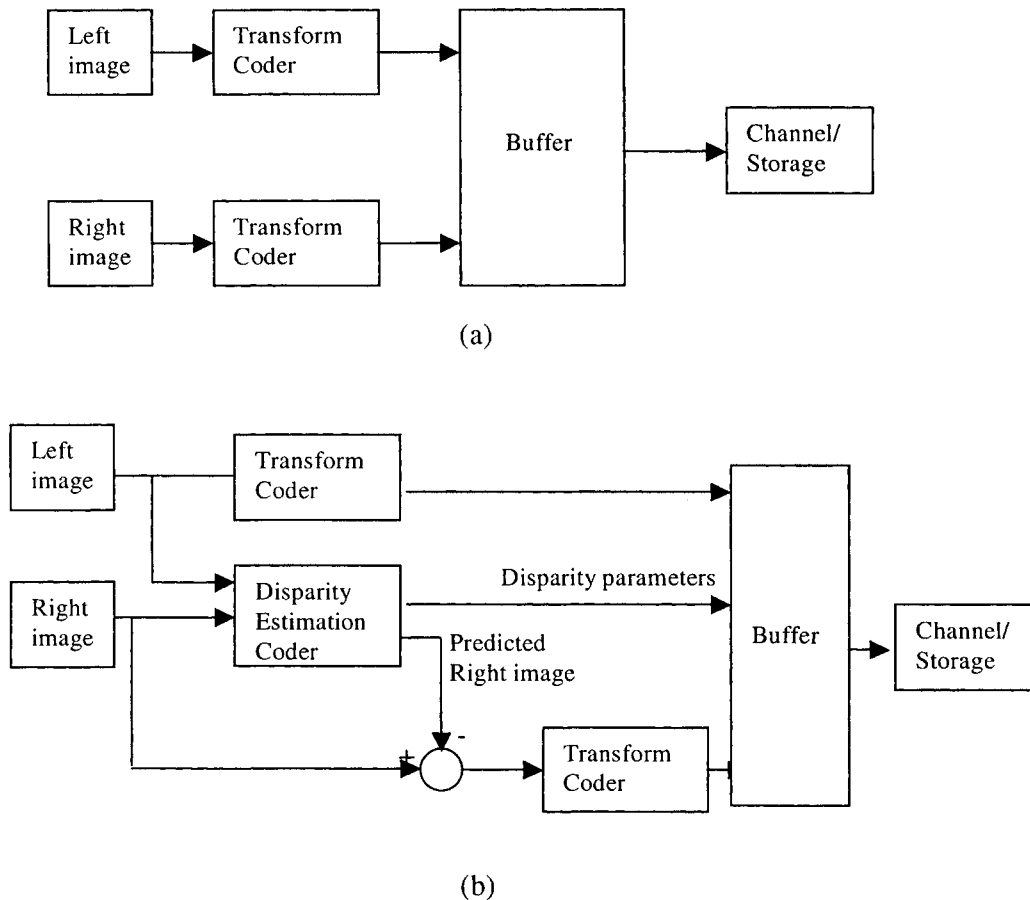 Left
image
Transform
Coder
Buffer
Channel/
Storage
Right
image
Transform
Coder
(a)
Left
image
Transform
Coder
Right
image
Disparity
Estimation
Coder
Disparity parameters
Predicted
Right image
Buffer
Channel/
Storage
+
-
Transform
Coder
(b)